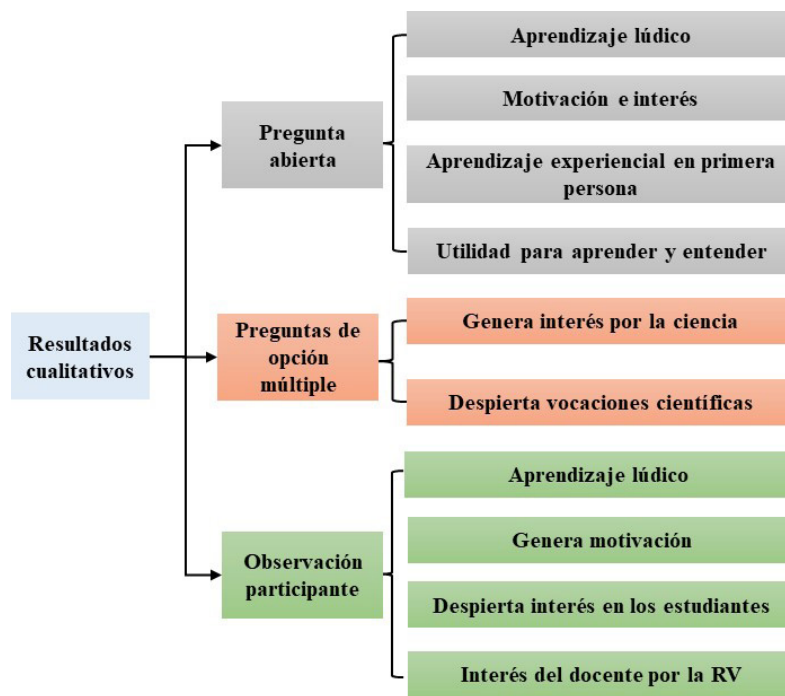 Resultados
cualitativos
Pregunta
abierta
Aprendizaje lúdico
Motivación e interés
Aprendizaje experiencial en primera
persona
Utilidad para aprender y entender
Preguntas de
opción
múltiple
Genera interés por la ciencia
Despierta vocaciones científicas
Observación
participante
Aprendizaje lúdico
Genera motivación
Despierta interés en los estudiantes
Interés del docente por la RV